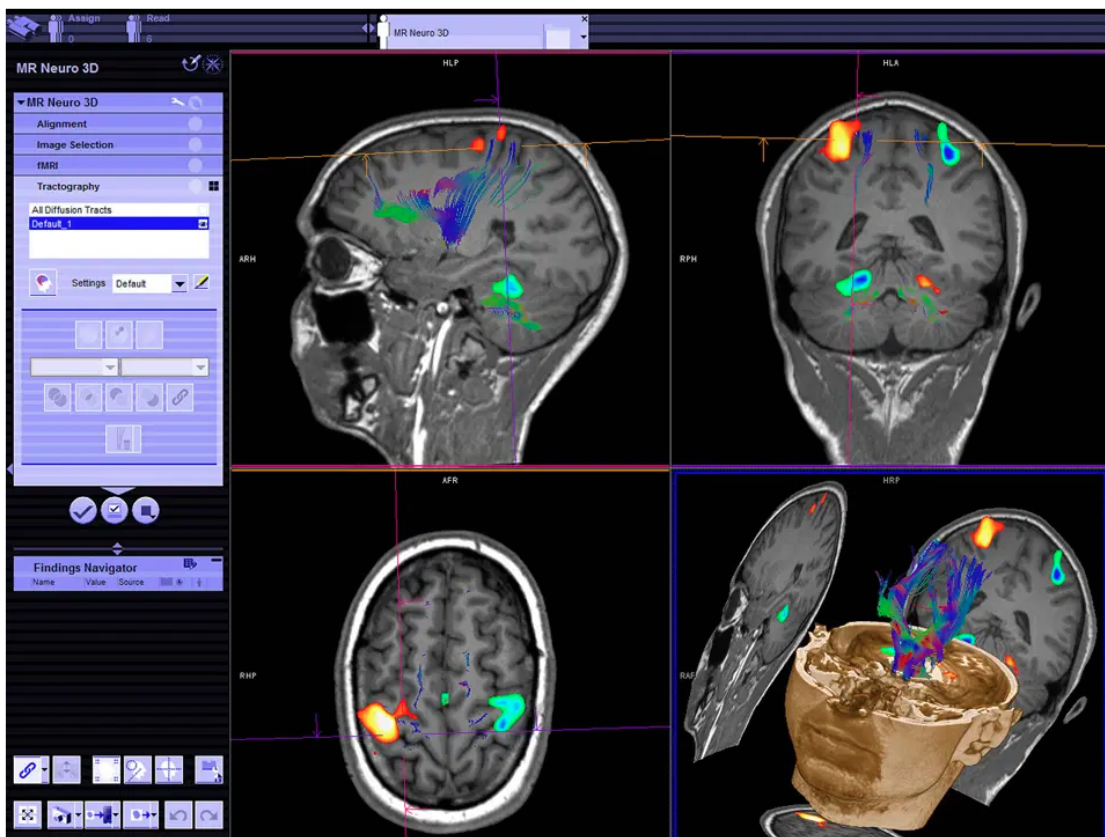 Assign
0
Read
6
MR Neuro 3D
MR Neuro 3D
MR Neuro 3D
Alignment
Image Selection
fMRI
Tractography
All Diffusion Tracts
Default_1
Settings
Default
Findings Navigator
Name Value Source
HLP
ARH
HLA
RPH
AFR
RHP
HRP
RAF